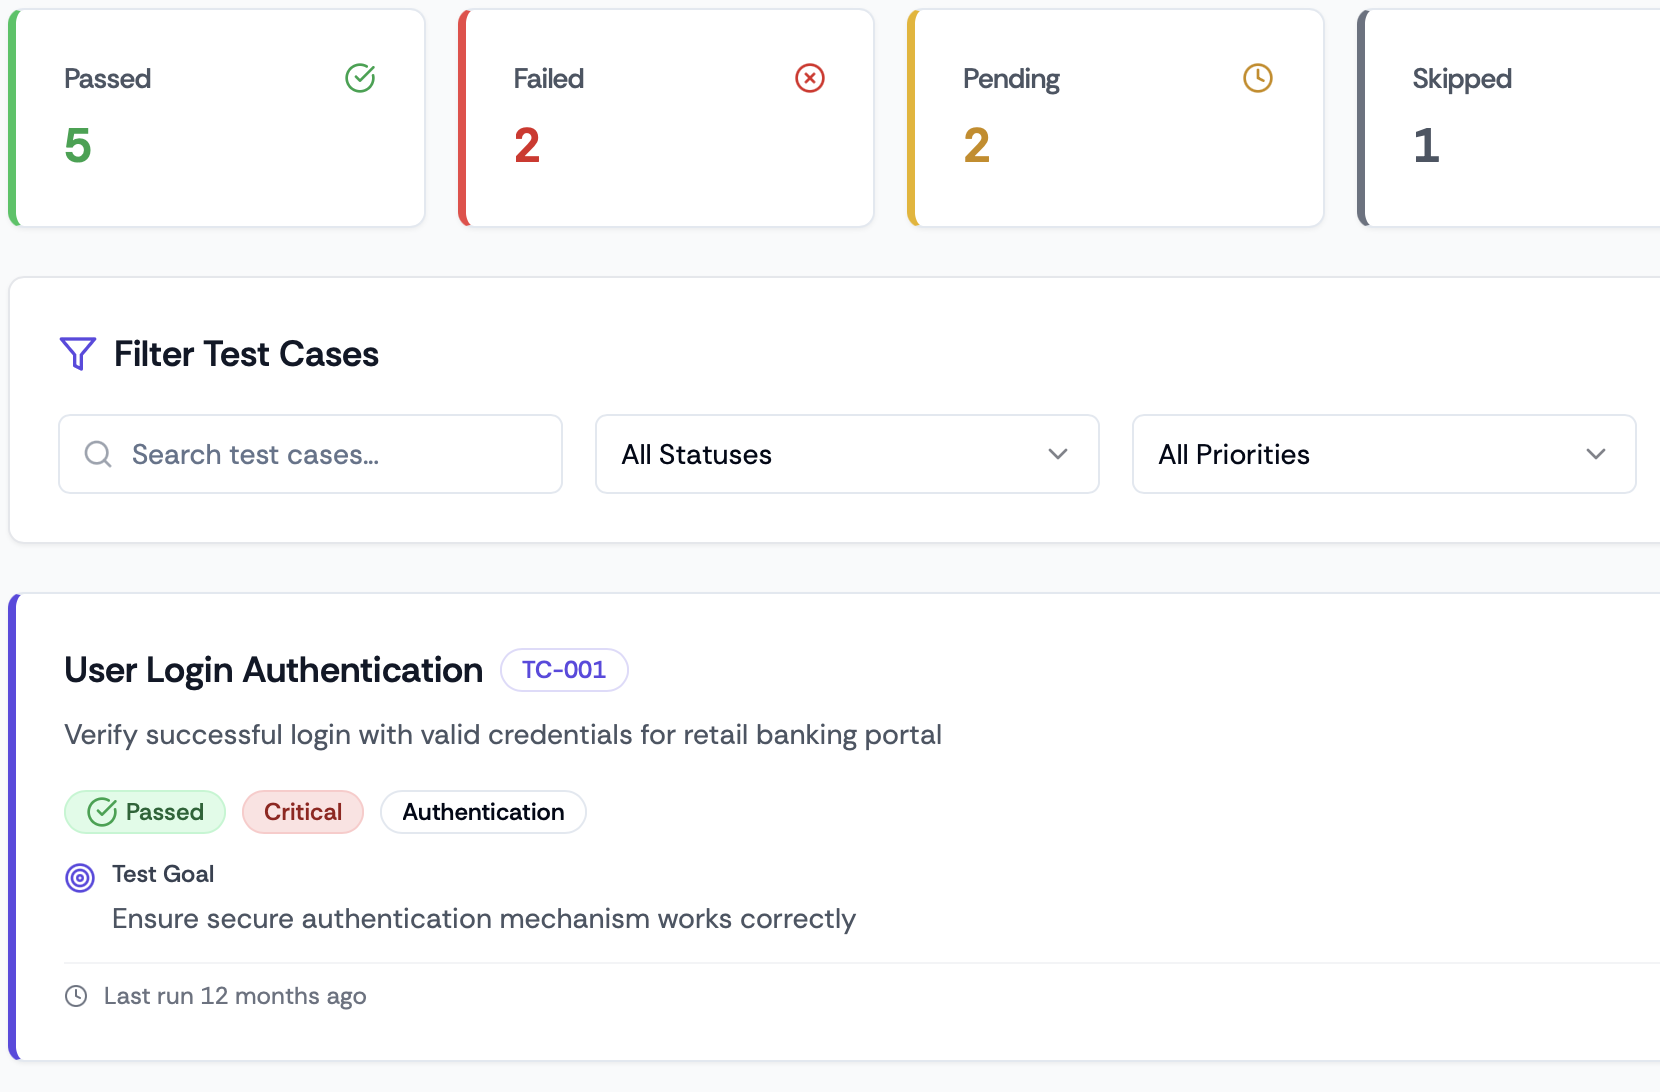 Passed
5
Failed
2
Pending
2
Skipped
1
Filter Test Cases
Search test cases...
All Statuses
All Priorities
User Login Authentication
TC-001
Verify successful login with valid credentials for retail banking portal
Passed
Critical
Authentication
Test Goal
Ensure secure authentication mechanism works correctly
Last run 12 months ago